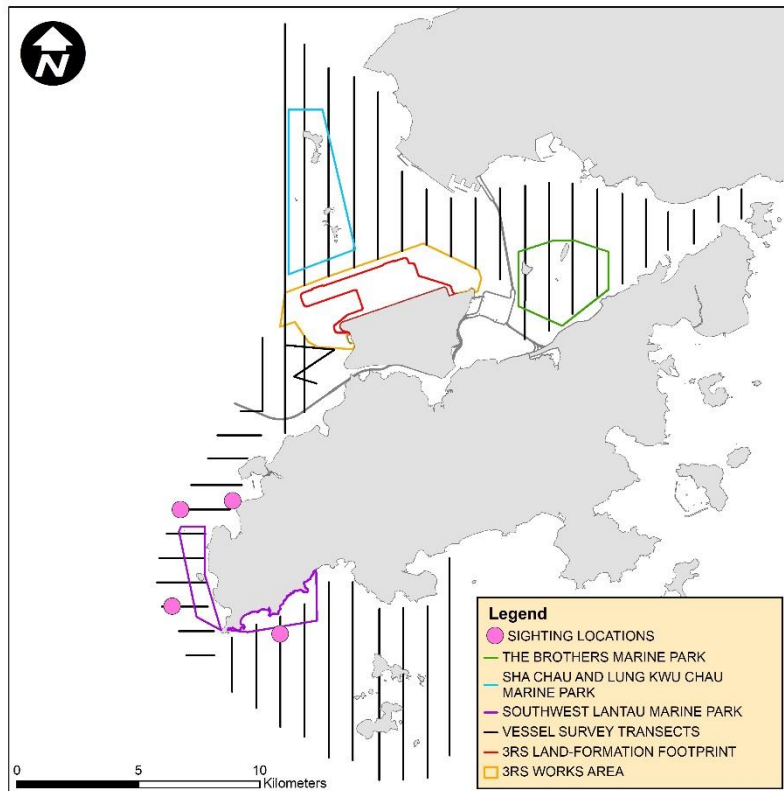 N
Legend
SIGHTING LOCATIONS
THE BROTHERS MARINE PARK
SHA CHAU AND LUNG KWU CHAU
MARINE PARK
SOUTHWEST LANTAU MARINE PARK
VESSEL SURVEY TRANSECTS
3RS LAND-FORMATION FOOTPRINT
3RS WORKS AREA
0 5 10
Kilometers